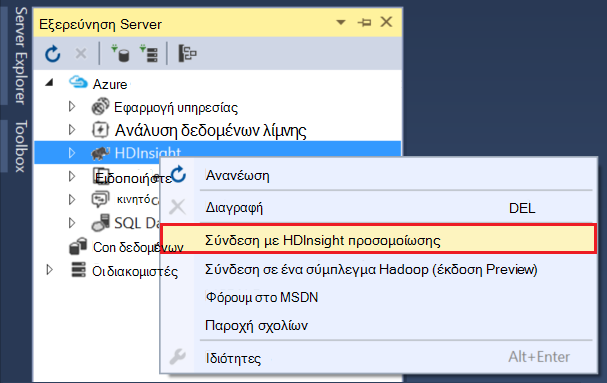 Server Explorer
Toolbox
Εξερεύνηση Server
Azure
Εφαρμογή υπηρεσίας
Ανάλυση δεδομένων λίμνης
HDInsight
Ειδοποιήστε
κινητό
SQL Da
Con δεδομένων
Οι διακομιστές
Ανανέωση
Διαγραφή DEL
Σύνδεση με HDInsight προσομοίωσης
Σύνδεση σε ένα σύμπλεγμα Hadoop (έκδοση Preview)
Φόρουμ στο MSDN
Παροχή σχολίων
Ιδιότητες Alt+Enter